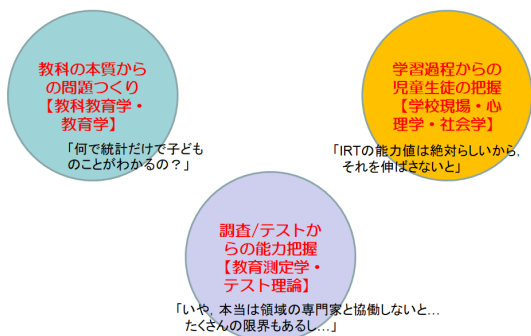 教科の本質から
の問題つくり
【教科教育学・
教育学】
「何で統計だけで子ども
のことがわかるの？」
学習過程からの
児童生徒の把握
【学校現場・心
理学・社会学】
「IRTの能力値は絶対らしいから，
それを伸ばさないと」
調査/テストか
らの能力把握
【教育測定学・
テスト理論】
「いや，本当は領域の専門家と協働しないと…
たくさんの限界もあるし…」